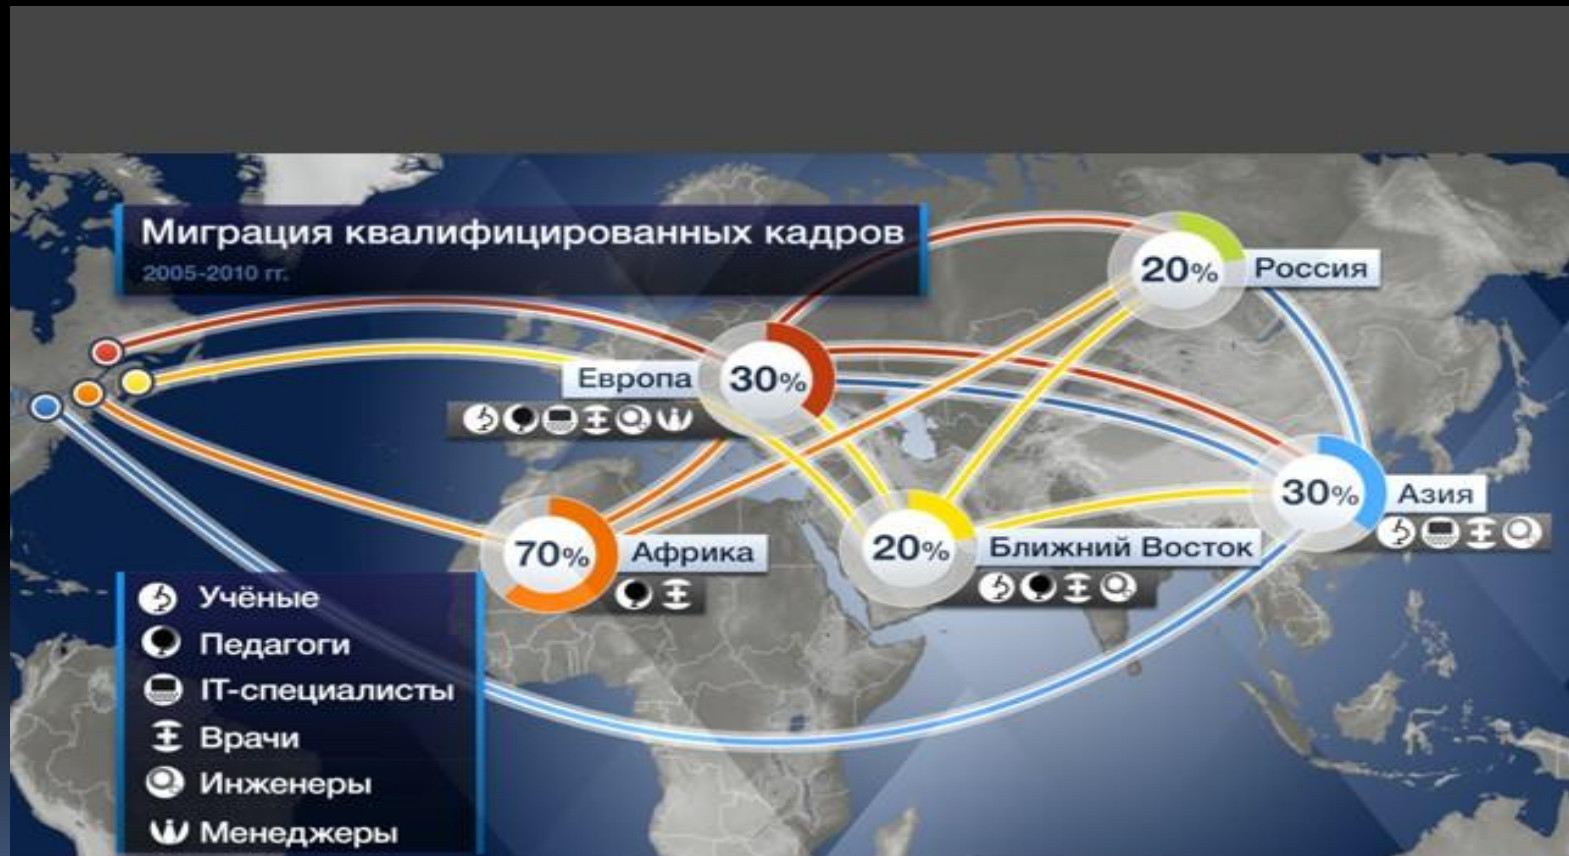 Миграция квалифицированных кадров
2005-2010 гг.
20%
Россия
Европа
30%
30%
Азия
70%
Африка
20%
Ближний Восток
Учёные
Педагоги
IT-специалисты
Врачи
Инженеры
Менеджеры